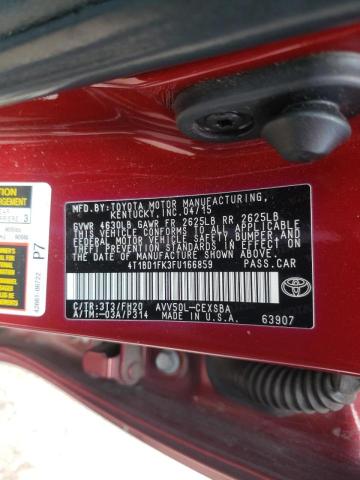 MFD. BY:TOYOTA MOTOR MANUFACTURING,
KENTUCKY,INC.04/15
GVWR 4630LB GAWR FR 2625LB RR 2625LB
THIS VEHICLE CONFORMS TO ALL APPLICABLE
FEDERAL MOTOR VEHICLE SAFETY, BUMPER, AND
THEFT PREVENTION STANDARDS IN EFFECT ON
THE DATE OF MANUFACTURE SHOWN ABOVE.
4T1BD1FK3FU166859 PASS.CAR
C/TR:3T3/FH20 AVV50L-CEXSBA
A/TM:-03A/P314 MADE IN U.S.A.
63907
TOYOTA
P7
3